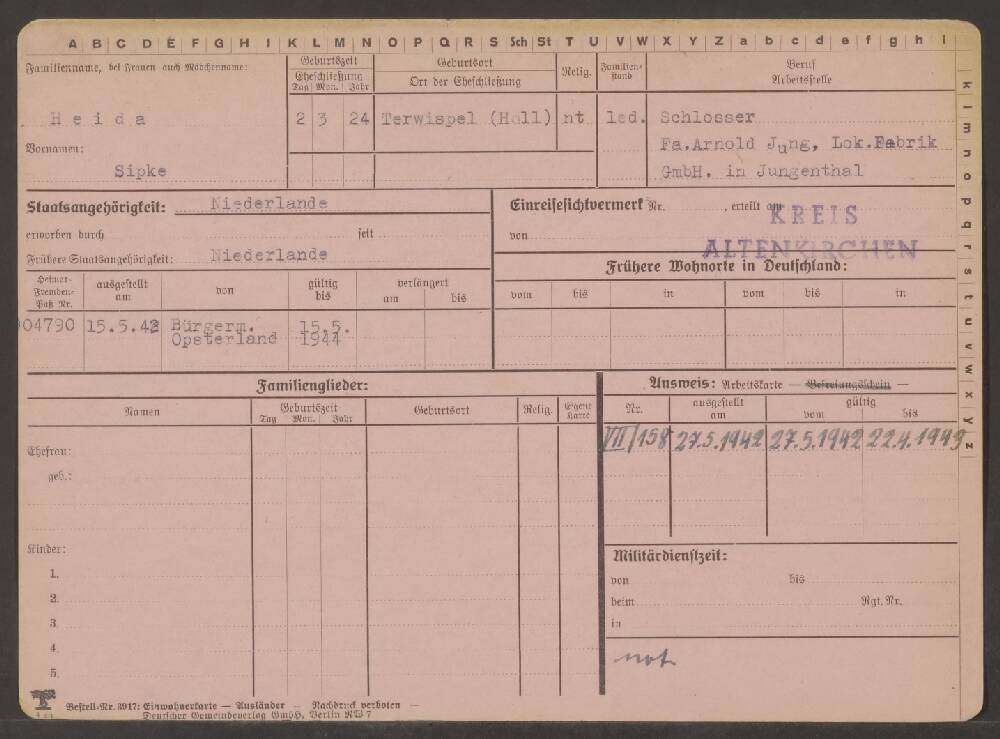 A B C D E F G H I K L M N O P Q R S Sch St T U V W X Y Z a b c d e f g h i
k l m n o p q r s t u v w x y z
Familienname, bei Frauen auch Mädchenname:
Geburtszeit
Eheschließung
Tag Mon. Jahr
Geburtsort
Ort der Eheschließung
Relig.
Familienstand
Beruf
Arbeitsstelle
Heida
2 3 24 Terwispel (Holl) nt led. Schlosser
Fa.Arnold Jung, Lok.Fabrik
GmbH. in Jungenthal
Vornamen:
Sipke
Staatsangehörigkeit: Niederlande
erworben durch seit
Frühere Staatsangehörigkeit: Niederlande
Einreisesichtvermerk Nr. , erteilt am
von
KREIS
ALTENKIRCHEN
Frühere Wohnorte in Deutschland:
vom bis in vom bis in
Heimat-
Fremden-
Paß Nr.
ausgestellt
am
von
gültig
bis
verlängert
am bis
04790 15.5.42 Bürgerm.
Opsterland
15.5.
1944
Familienglieder:
Namen
Geburtszeit
Tag Mon. Jahr
Geburtsort
Relig.
Eigene
Karte
Ehefrau:
geb.:
Kinder:
1.
2.
3.
4.
5.
Ausweis: Arbeitskarte — Befreiungsschein —
Nr.
ausgestellt
am
gültig
vom bis
VII/158 27.5.1942 27.5.1942 22.4.1943
Militärdienstzeit:
von bis
beim Rgt. Nr.
in
not
Bestell-Nr. 8917: Einwohnerkarte — Ausländer — Nachdruck verboten —
Deutscher Gemeindeverlag GmbH, Berlin NW 7